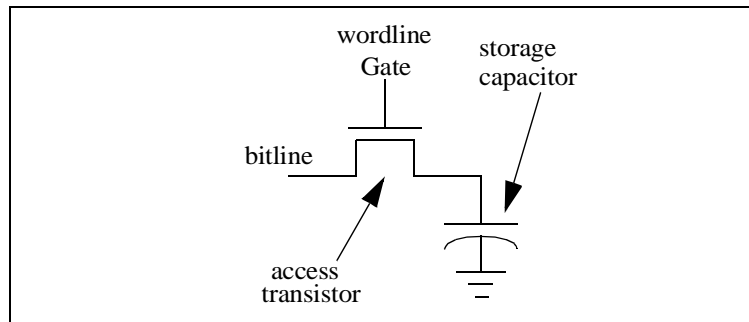 wordline
Gate
storage
capacitor
bitline
access
transistor